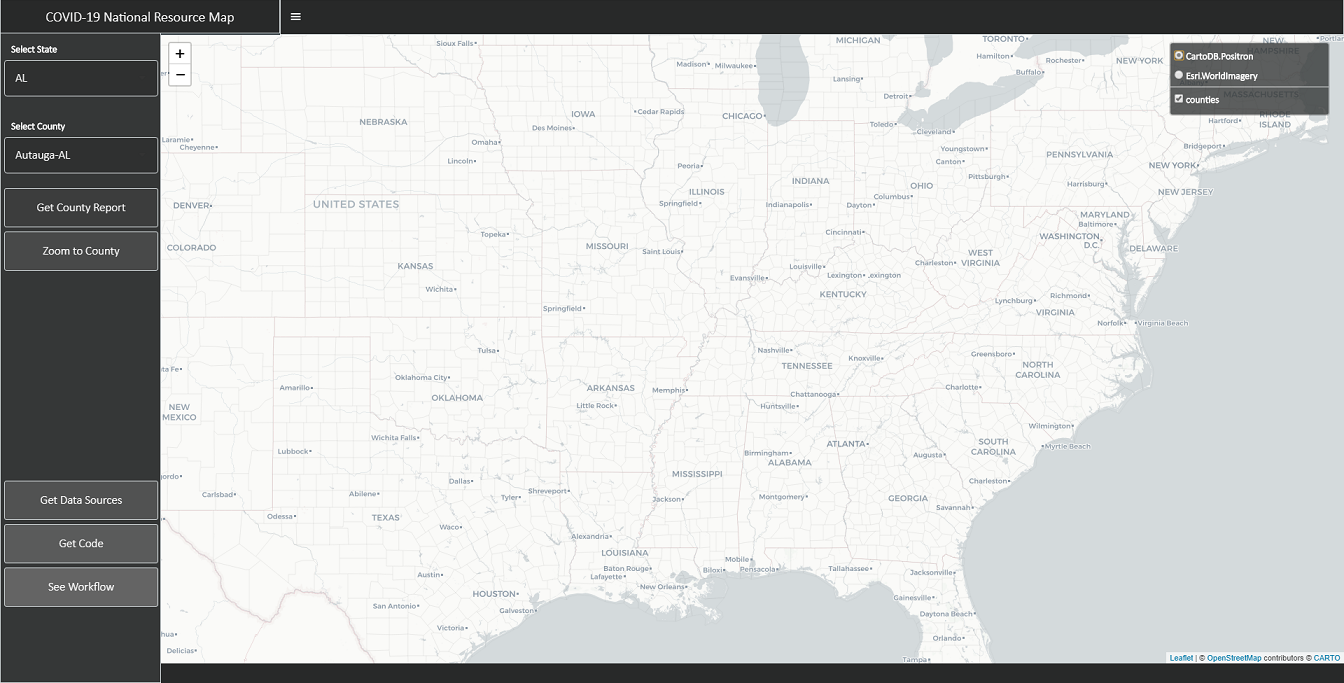 COVID-19 National Resource Map
Select State
AL
Select County
Autauga-AL
Get County Report
Zoom to County
Get Data Sources
Get Code
See Workflow
+
−
CartoDB.Positron
Esri.WorldImagery
counties
Sioux Falls
MICHIGAN
TORONTO
Hamilton
Rochester
NEW YORK
NEW HAMPSHIRE
Madison
Milwaukee
Lansing
Buffalo
MASSACHUSETTS
Detroit
IOWA
Cedar Rapids
CHICAGO
Toledo
Cleveland
Hartford
RHODE ISLAND
NEBRASKA
Des Moines
Laramie
Cheyenne
Omaha
Lincoln
Peoria
Youngstown
Canton
Bridgeport
PENNSYLVANIA
NEW YORK
Pittsburgh
Harrisburg
NEW JERSEY
INDIANA
OHIO
ILLINOIS
Springfield
Indianapolis
Dayton
Columbus
DENVER
UNITED STATES
MARYLAND
Baltimore
WASHINGTON, D.C.
DELAWARE
Topeka
COLORADO
MISSOURI
Saint Louis
Cincinnati
WEST VIRGINIA
Charleston
KANSAS
Evansville
Louisville
Lexington
Lexington
Wichita
KENTUCKY
Lynchburg
Richmond
VIRGINIA
Springfield
Norfolk
Virginia Beach
Tulsa
Nashville
Knoxville
Greensboro
TENNESSEE
NORTH CAROLINA
Oklahoma City
Amarillo
ARKANSAS
Memphis
Chattanooga
Charlotte
OKLAHOMA
Little Rock
Huntsville
NEW MEXICO
Wichita Falls
Wilmington
ATLANTA
SOUTH CAROLINA
Myrtle Beach
Lubbock
Birmingham
ALABAMA
Augusta
MISSISSIPPI
Dallas
Charleston
Carlsbad
Abilene
Tyler
Shreveport
Jackson
Montgomery
GEORGIA
Savannah
Odessa
TEXAS
Waco
Alexandria
LOUISIANA
Mobile
Baton Rouge
Biloxi
Pensacola
Tallahassee
Jacksonville
Austin
Lafayette
New Orleans
HOUSTON
San Antonio
Galveston
Gainesville
Daytona Beach
Victoria
Orlando
Delicias
Tampa
Leaflet | © OpenStreetMap contributors © CARTO